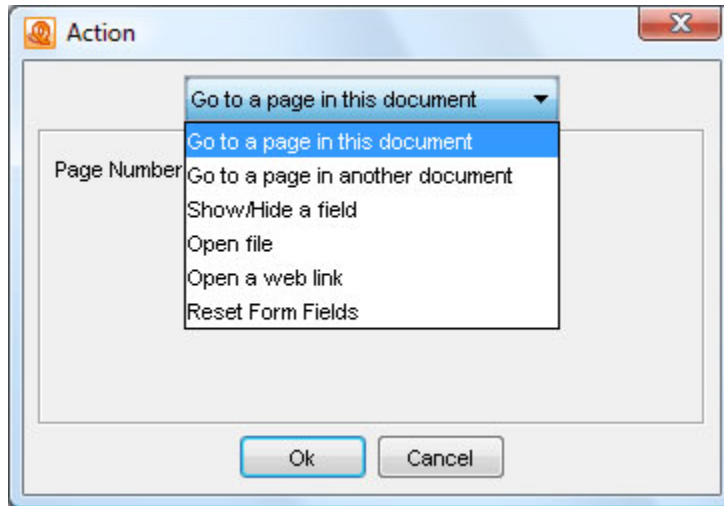 Action
Go to a page in this document
Go to a page in this document
Page Number
Go to a page in another document
Show/Hide a field
Open file
Open a web link
Reset Form Fields
Ok
Cancel